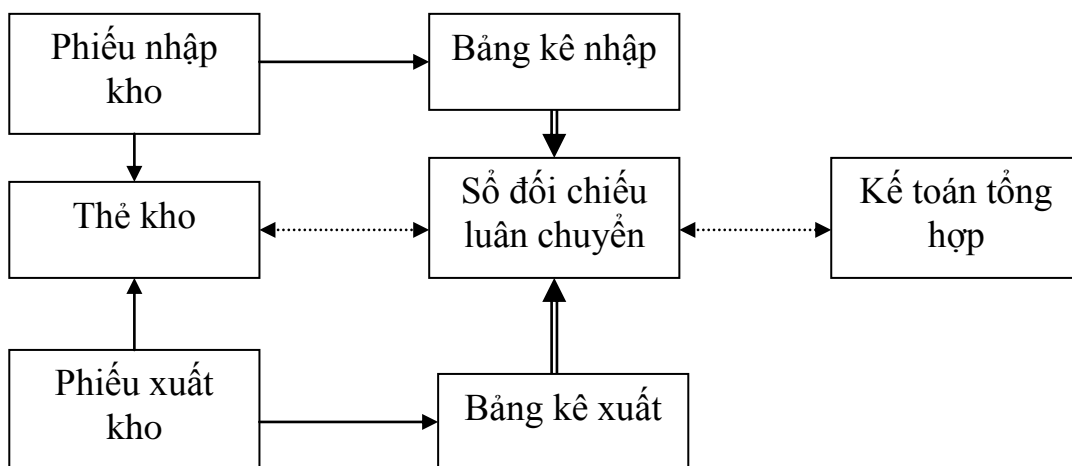 Phiếu nhập
kho
Bảng kê nhập
Thẻ kho
Sổ đối chiếu
luân chuyển
Kế toán tổng
hợp
Phiếu xuất
kho
Bảng kê xuất